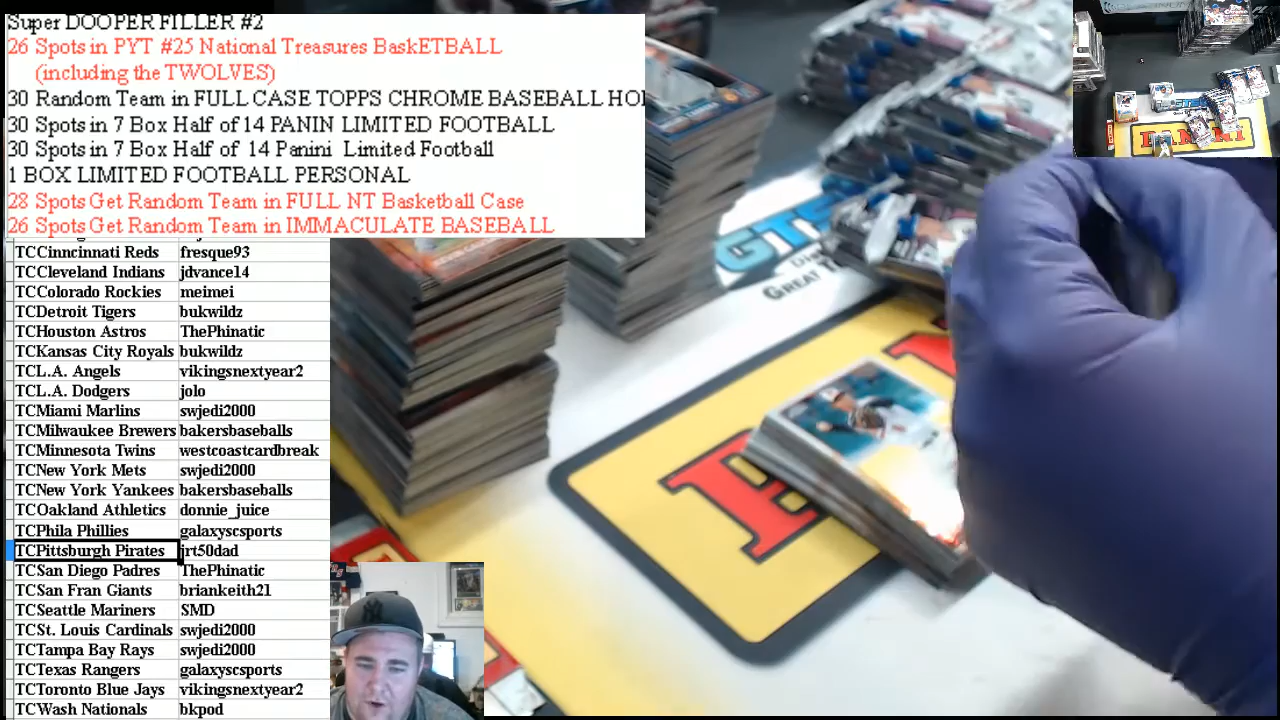 Super DOOPER FILLER #2
26 Spots in PYT #25 National Treasures BaskETBALL
(including the TWOLVES)
30 Random Team in FULL CASE TOPPS CHROME BASEBALL HO
30 Spots in 7 Box Half of 14 PANIN LIMITED FOOTBALL
30 Spots in 7 Box Half of 14 Panini Limited Football
1 BOX LIMITED FOOTBALL PERSONAL
28 Spots Get Random Team in FULL NT Basketball Case
26 Spots Get Random Team in IMMACULATE BASEBALL
TCCinncinnati Reds fresque93
TCCleveland Indians jdvance14
TCColorado Rockies meimei
TCDetroit Tigers bukwildz
TCHouston Astros ThePhinatic
TCKansas City Royals bukwildz
TCL.A. Angels vikingsnextyear2
TCL.A. Dodgers jolo
TCMiami Marlins swjedi2000
TCMilwaukee Brewers bakersbaseballs
TCMinnesota Twins westcoastcardbreak
TCNew York Mets swjedi2000
TCNew York Yankees bakersbaseballs
TCOakland Athletics donnie_juice
TCPhila Phillies galaxyscsports
TCPittsburgh Pirates jrt50dad
TCSan Diego Padres ThePhinatic
TCSan Fran Giants briankeith21
TCSeattle Mariners SMD
TCSt. Louis Cardinals swjedi2000
TCTampa Bay Rays swjedi2000
TCTexas Rangers galaxyscsports
TCToronto Blue Jays vikingsnextyear2
TCWash Nationals bkpod
GTS
GREAT
PANINI